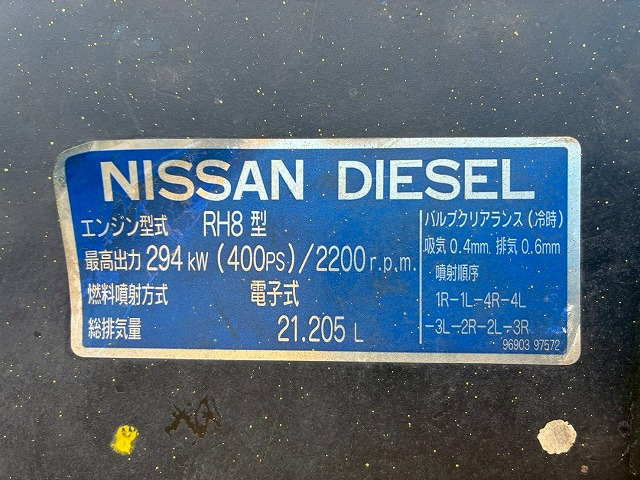 NISSAN DIESEL
エンジン型式 RH8 型
最高出力 294 kW (400PS)/2200 r.p.m.
燃料噴射方式 電子式
総排気量 21.205 L
バルブクリアランス(冷時)
吸気 0.4mm. 排気 0.6mm
噴射順序
1R-1L-4R-4L
-3L-2R-2L-3R
96903 97572